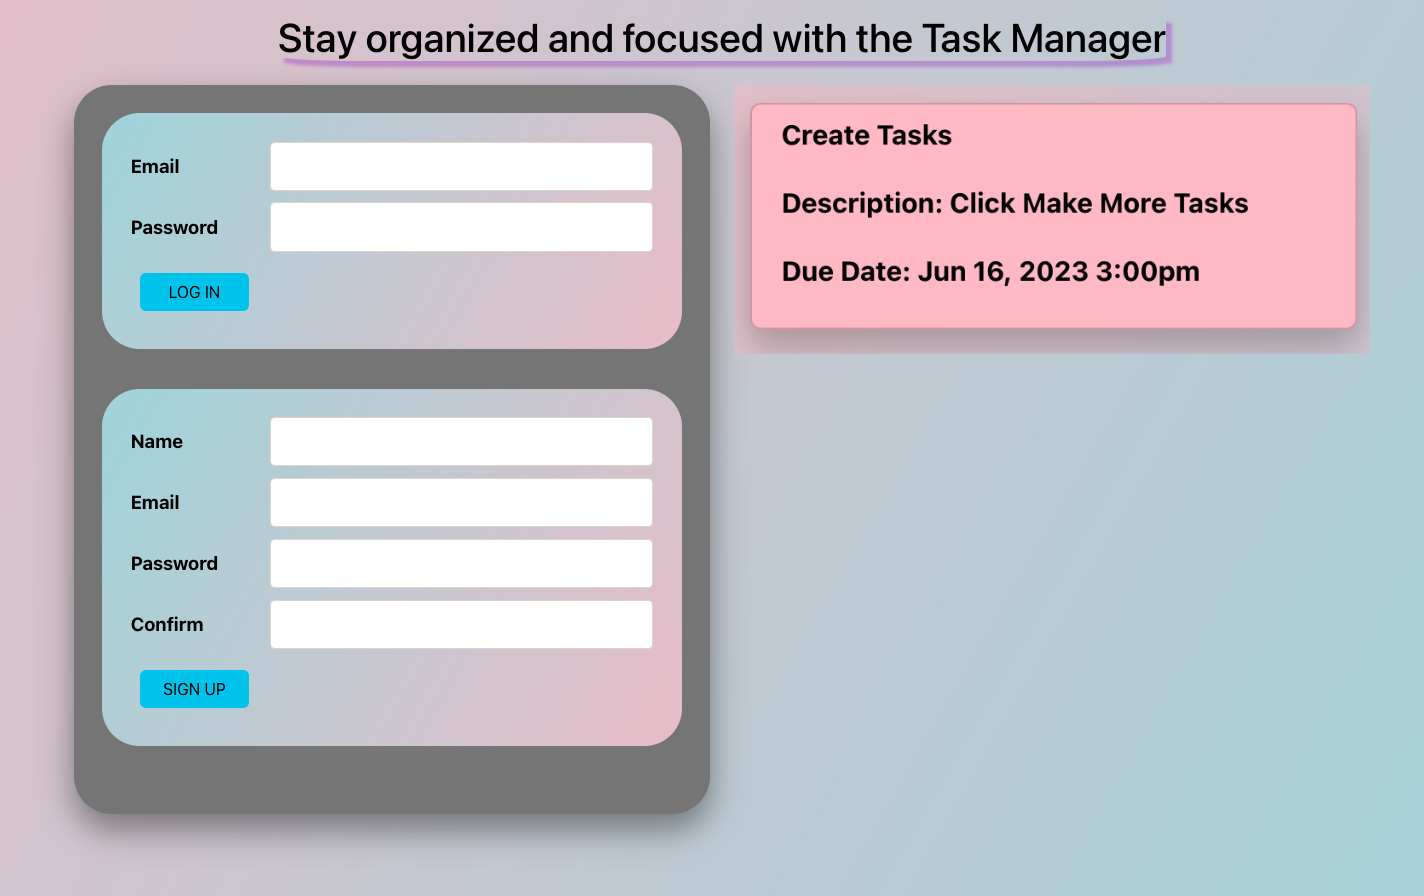 Stay organized and focused with the Task Manager
Email
Password
LOG IN
Name
Email
Password
Confirm
SIGN UP
Create Tasks
Description: Click Make More Tasks
Due Date: Jun 16, 2023 3:00pm